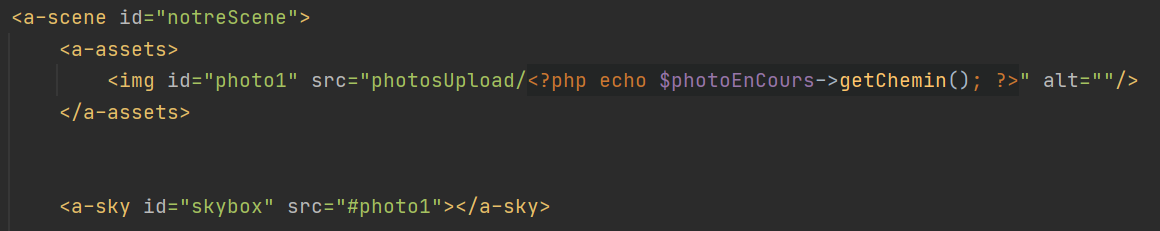 <a-scene id="notreScene">
<a-assets>
<img id="photo1" src="photosUpload/<?php echo $photoEnCours->getChemin(); ?>" alt=""/>
</a-assets>
<a-sky id="skybox" src="#photo1"></a-sky>